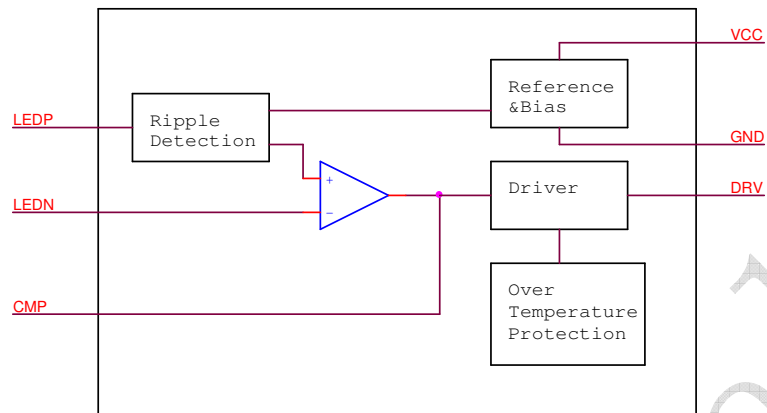 VCC
Reference
&Bias
LEDP
Ripple
Detection
GND
+
Driver
DRV
LEDN
−
Over
Temperature
Protection
CMP